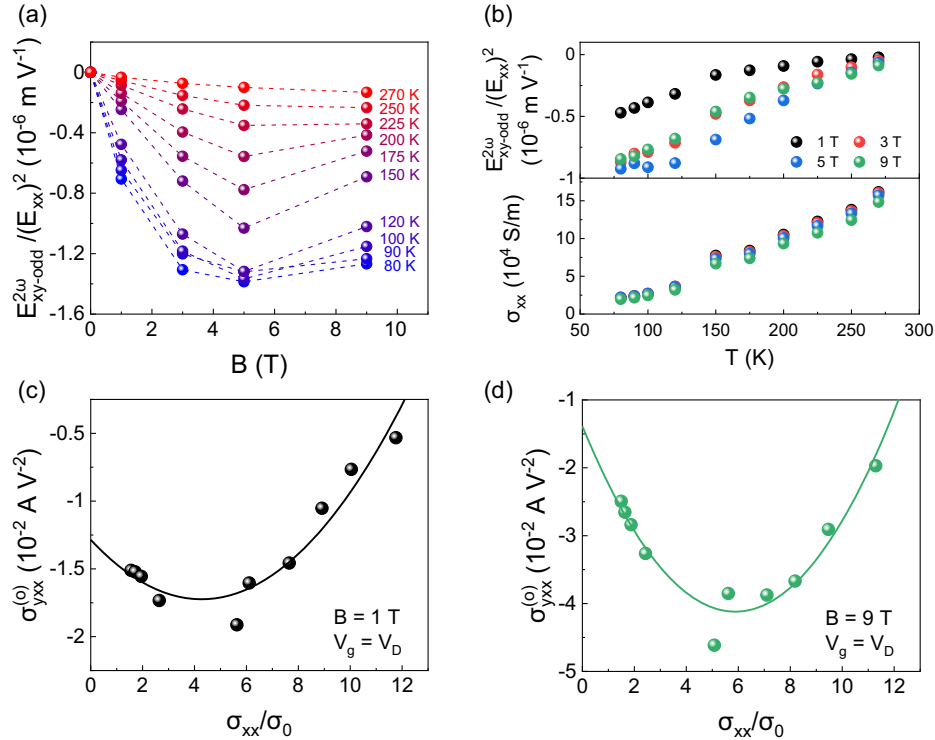 (a)
E^{2ω}_{xy-odd}/(E_{xx})^2 (10^{-6} m V^{-1})
0
-0.4
-0.8
-1.2
-1.6
270 K
250 K
225 K
200 K
175 K
150 K
120 K
100 K
90 K
80 K
0 2 4 6 8 10
B (T)
(b)
E^{2ω}_{xy-odd}/(E_{xx})^2
(10^{-6} m V^{-1})
0
-0.5
-1
1 T 3 T
5 T 9 T
σ_{xx} (10^4 S/m)
15
10
5
0
50 100 150 200 250 300
T (K)
(c)
σ^{(o)}_{yxx} (10^{-2} A V^{-2})
-0.5
-1
-1.5
-2
B = 1 T
V_g = V_D
0 2 4 6 8 10 12
σ_{xx}/σ_0
(d)
σ^{(o)}_{yxx} (10^{-2} A V^{-2})
-1
-2
-3
-4
-5
B = 9 T
V_g = V_D
0 2 4 6 8 10 12
σ_{xx}/σ_0